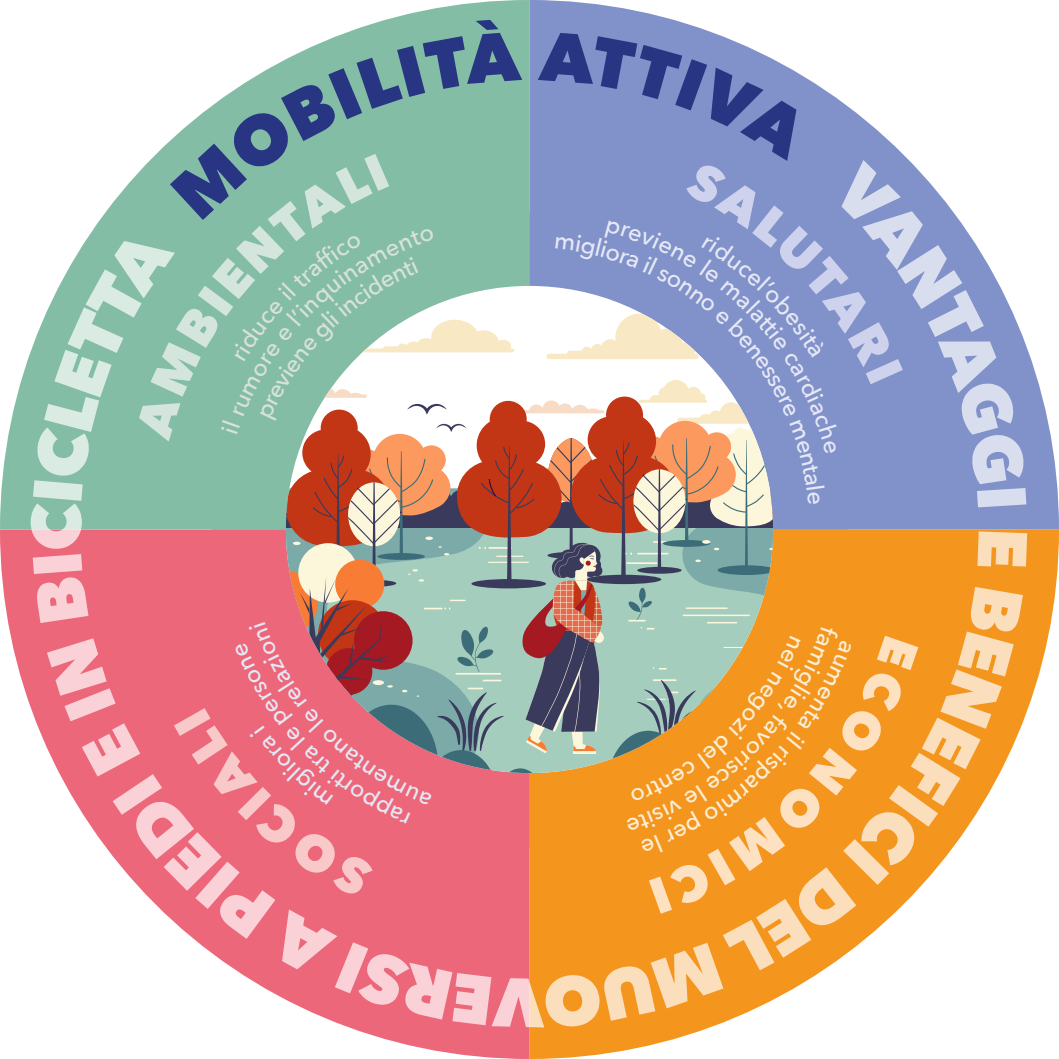 MOBILITÀ ATTIVA
VANTAGGI E BENEFICI DEL MUOVERSI A PIEDI E IN BICICLETTA
AMBIENTALI
riduce il traffico
il rumore e l'inquinamento
previene gli incidenti
SALUTARI
riducel'obesità
previene le malattie cardiache
migliora il sonno e benessere mentale
ECONOMICI
aumenta il risparmio per le
famiglie, favorisce le visite
nei negozi del centro
SOCIALI
migliora i
rapporti tra le persone
aumentano le relazioni